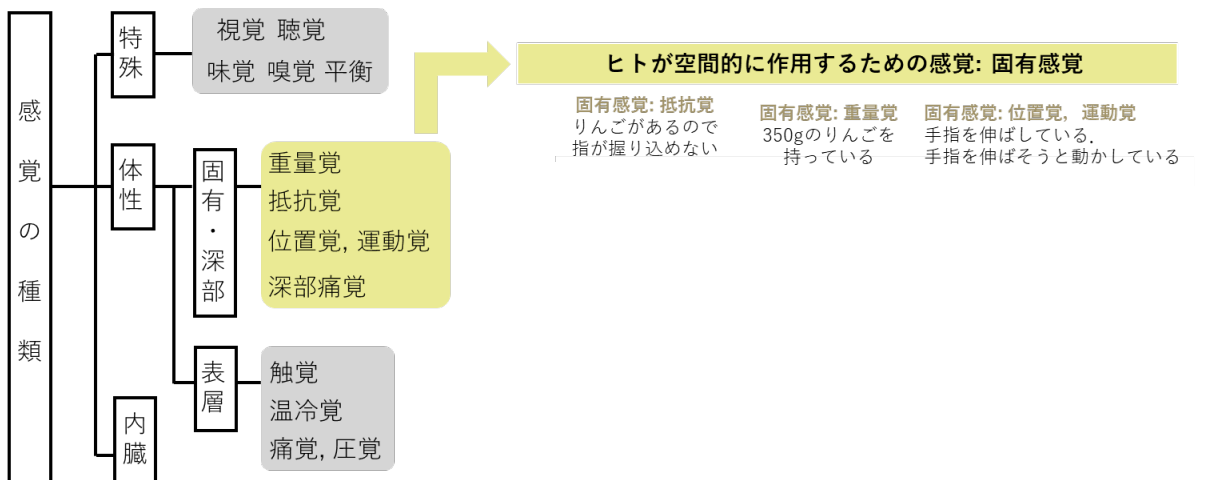 感覚の種類
特殊
視覚 聴覚
味覚 嗅覚 平衡
体性
固有・深部
重量覚
抵抗覚
位置覚, 運動覚
深部痛覚
表層
触覚
温冷覚
痛覚, 圧覚
内臓
ヒトが空間的に作用するための感覚: 固有感覚
固有感覚: 抵抗覚
りんごがあるので
指が握り込めない
固有感覚: 重量覚
350gのりんごを
持っている
固有感覚: 位置覚, 運動覚
手指を伸ばしている.
手指を伸ばそうと動かしている